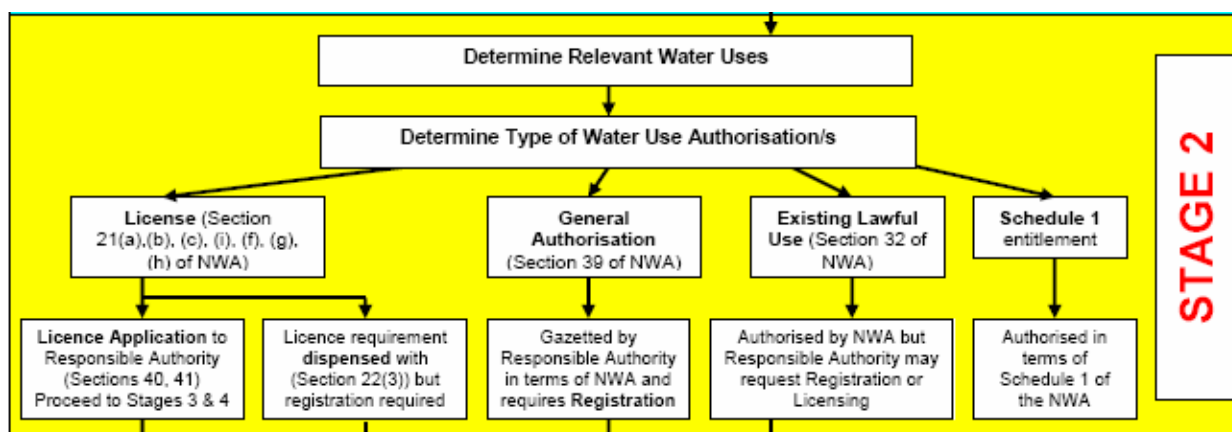 Determine Relevant Water Uses
Determine Type of Water Use Authorisation/s
License (Section
21(a),(b), (c), (i), (f), (g),
(h) of NWA)
General
Authorisation
(Section 39 of NWA)
Existing Lawful
Use (Section 32 of
NWA)
Schedule 1
entitlement
Licence Application to
Responsible Authority
(Sections 40, 41)
Proceed to Stages 3 & 4
Licence requirement
dispensed with
(Section 22(3)) but
registration required
Gazetted by
Responsible Authority
in terms of NWA and
requires Registration
Authorised by NWA but
Responsible Authority may
request Registration or
Licensing
Authorised in
terms of
Schedule 1 of
the NWA
STAGE 2